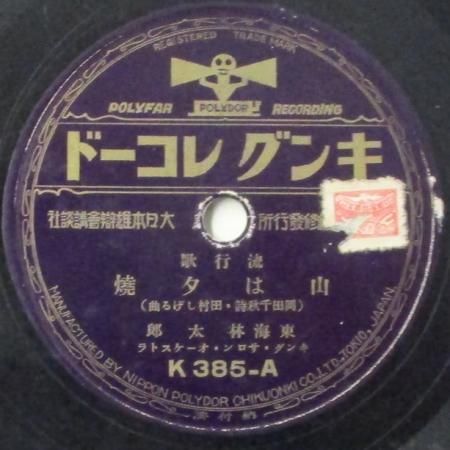 REGISTERED TRADE MARK
POLYFAR POLYDOR RECORDING
キングレコード
發行所 大日本雄辯會講談社
流行歌
山は夕燒
(岡田千秋詩・田村しげる曲)
東海林太郎
キング・サロン・オーケストラ
K 385-A
MANUFACTURED BY NIPPON POLYDOR CHIKUONKI CO., LTD. TOKIO, JAPAN.